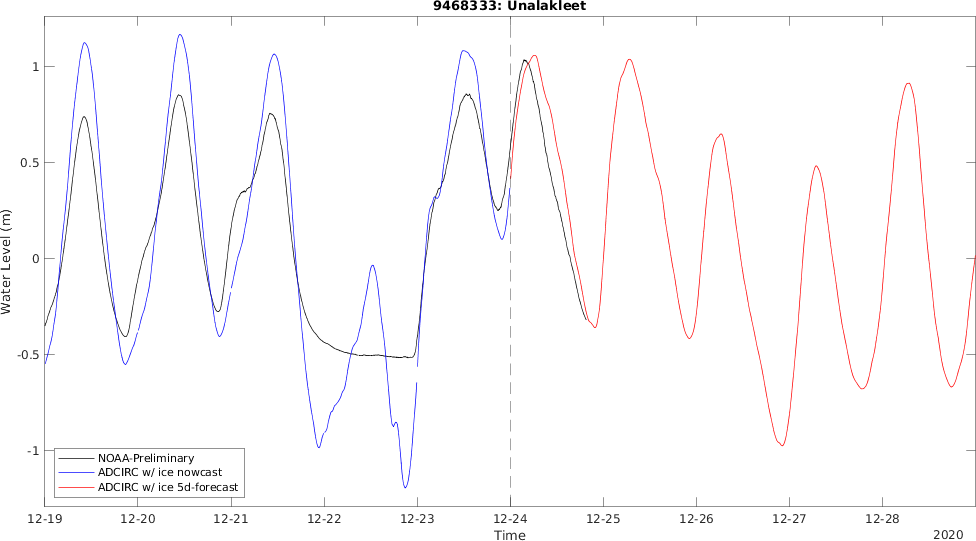 9468333: Unalakleet
Water Level (m)
1
0.5
0
-0.5
-1
NOAA-Preliminary
ADCIRC w/ ice nowcast
ADCIRC w/ ice 5d-forecast
12-19
12-20
12-21
12-22
12-23
12-24
12-25
12-26
12-27
12-28
Time
2020